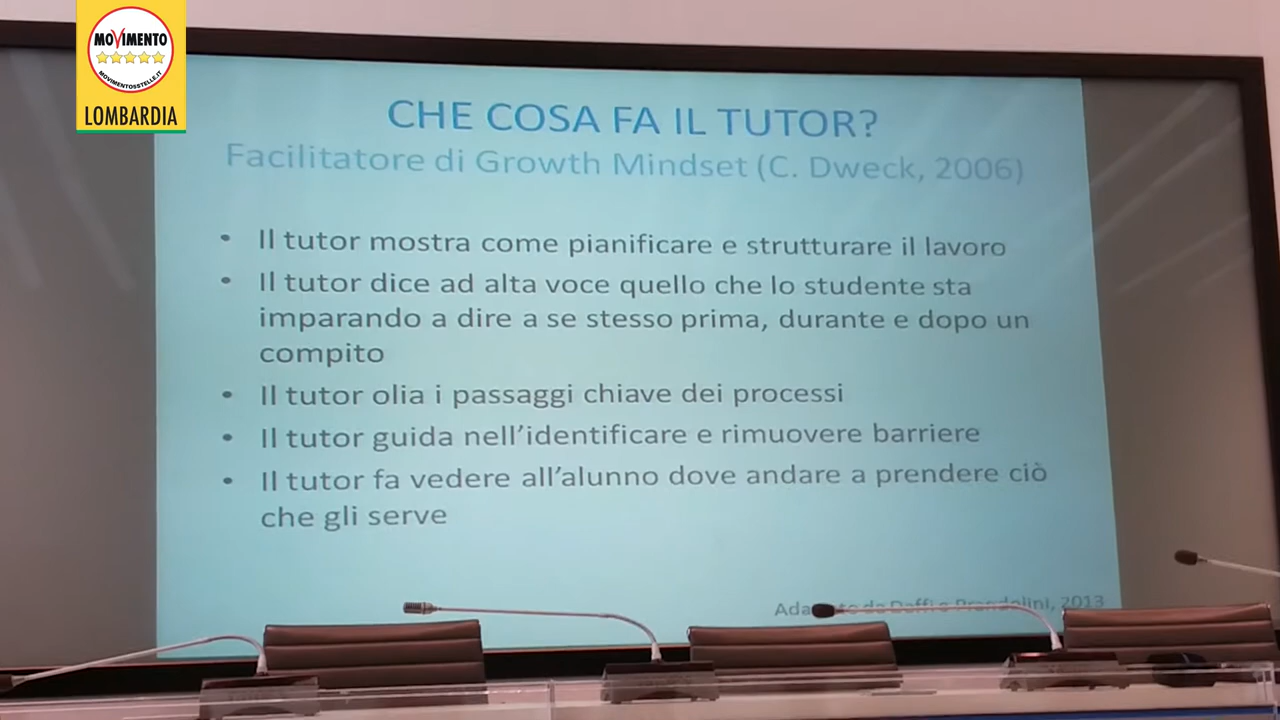 MOVIMENTO
MOVIMENTO5STELLE.IT
LOMBARDIA
CHE COSA FA IL TUTOR?
Facilitatore di Growth Mindset (C. Dweck, 2006)
• Il tutor mostra come pianificare e strutturare il lavoro
• Il tutor dice ad alta voce quello che lo studente sta
imparando a dire a se stesso prima, durante e dopo un
compito
• Il tutor olia i passaggi chiave dei processi
• Il tutor guida nell'identificare e rimuovere barriere
• Il tutor fa vedere all'alunno dove andare a prendere ciò
che gli serve
da 2013